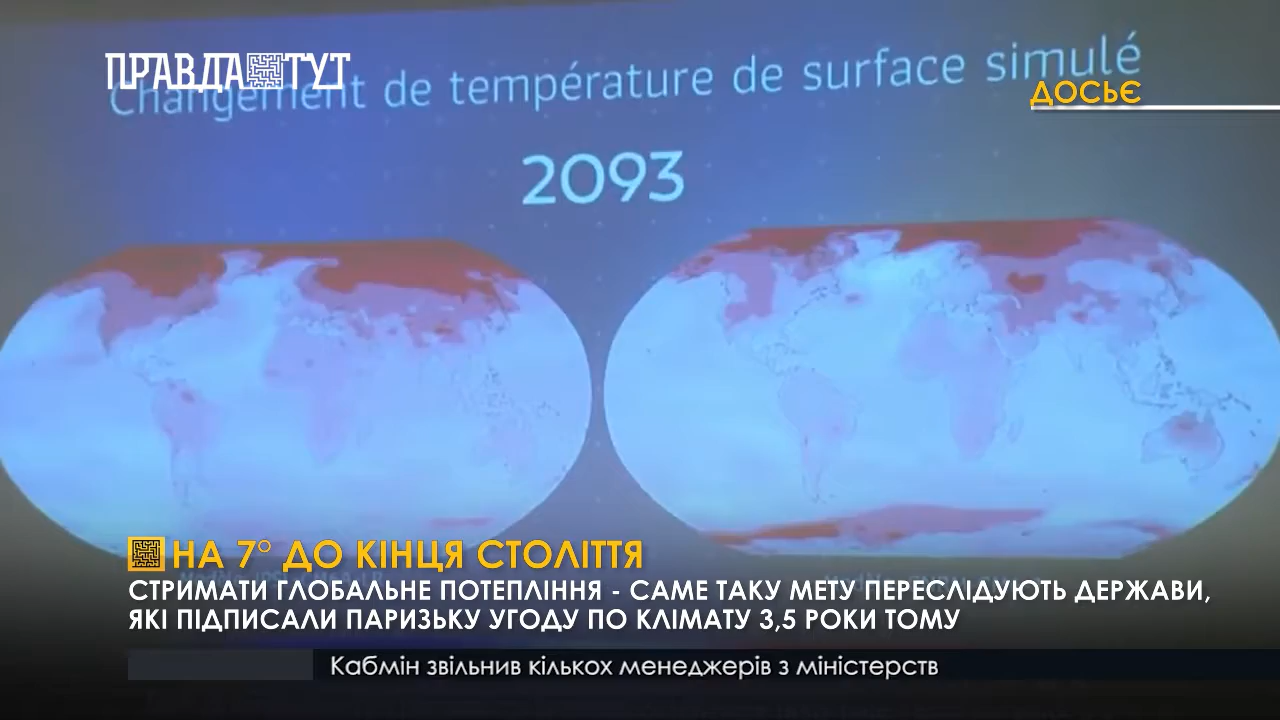 ПРАВДА ТУТ
Changement de température de surface simulé
ДОСЬЄ
2093
НА 7° ДО КІНЦЯ СТОЛІТТЯ
СТРИМАТИ ГЛОБАЛЬНЕ ПОТЕПЛІННЯ - САМЕ ТАКУ МЕТУ ПЕРЕСЛІДУЮТЬ ДЕРЖАВИ,
ЯКІ ПІДПИСАЛИ ПАРИЗЬКУ УГОДУ ПО КЛІМАТУ 3,5 РОКИ ТОМУ
Кабмін звільнив кількох менеджерів з міністерств